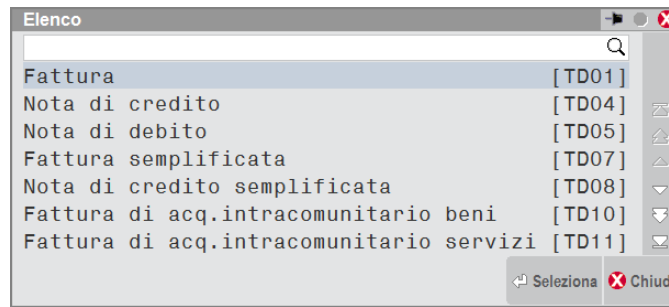 Elenco
Fattura [TD01]
Nota di credito [TD04]
Nota di debito [TD05]
Fattura semplificata [TD07]
Nota di credito semplificata [TD08]
Fattura di acq.intracomunitario beni [TD10]
Fattura di acq.intracomunitario servizi [TD11]
Seleziona Chiud